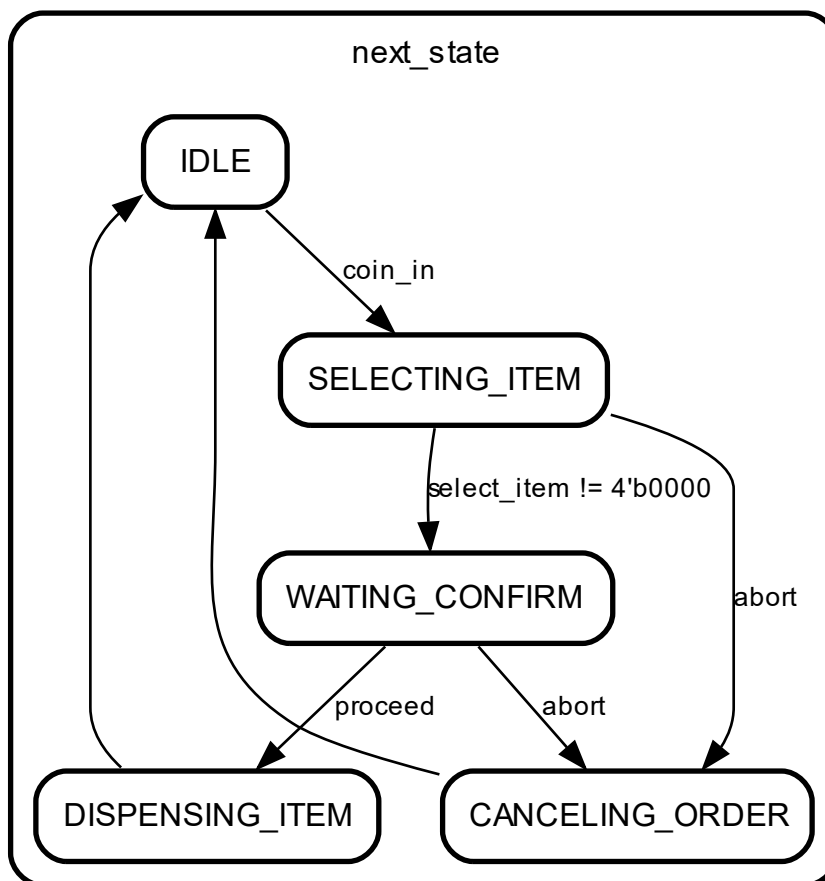 next_state
IDLE
coin_in
SELECTING_ITEM
select_item != 4'b0000
WAITING_CONFIRM
abort
proceed
abort
DISPENSING_ITEM
CANCELING_ORDER